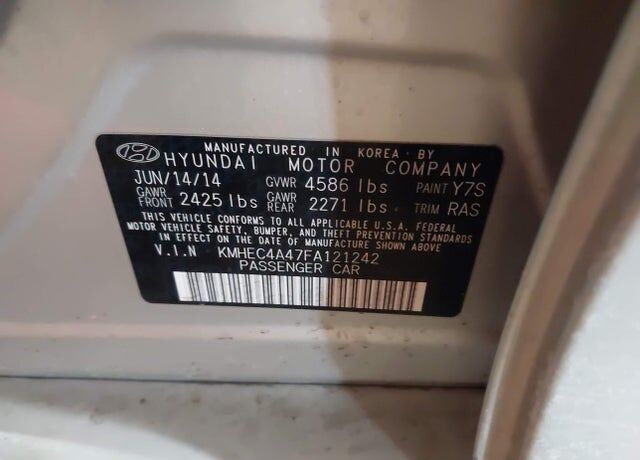 MANUFACTURED IN KOREA BY
HYUNDAI MOTOR COMPANY
JUN/14/14 GVWR 4586 lbs PAINT Y7S
GAWR FRONT 2425 lbs GAWR REAR 2271 lbs TRIM RAS
THIS VEHICLE CONFORMS TO ALL APPLICABLE U.S.A. FEDERAL
MOTOR VEHICLE SAFETY, BUMPER, AND THEFT PREVENTION STANDARDS
IN EFFECT ON THE DATE OF MANUFACTURE SHOWN ABOVE
V.I.N KMHEC4A47FA121242
PASSENGER CAR